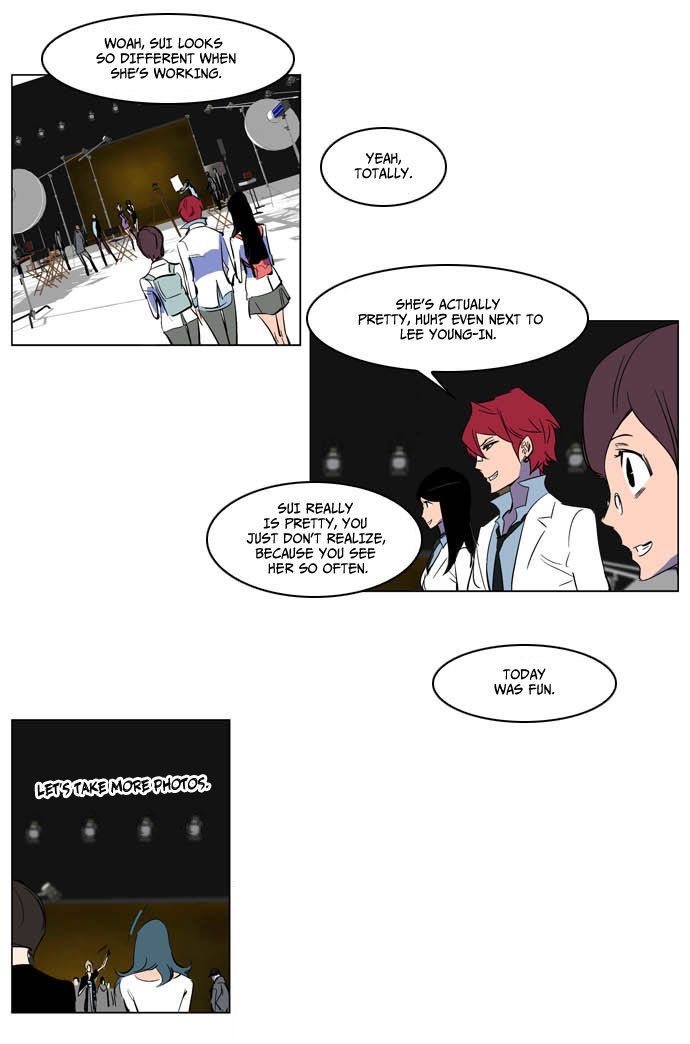 WOAH, SUI LOOKS
SO DIFFERENT WHEN
SHE'S WORKING.
YEAH,
TOTALLY.
SHE'S ACTUALLY
PRETTY, HUH? EVEN NEXT TO
LEE YOUNG-IN.
SUI REALLY
IS PRETTY, YOU
JUST DON'T REALIZE,
BECAUSE YOU SEE
HER SO OFTEN.
TODAY
WAS FUN.
LET'S TAKE MORE PHOTOS.